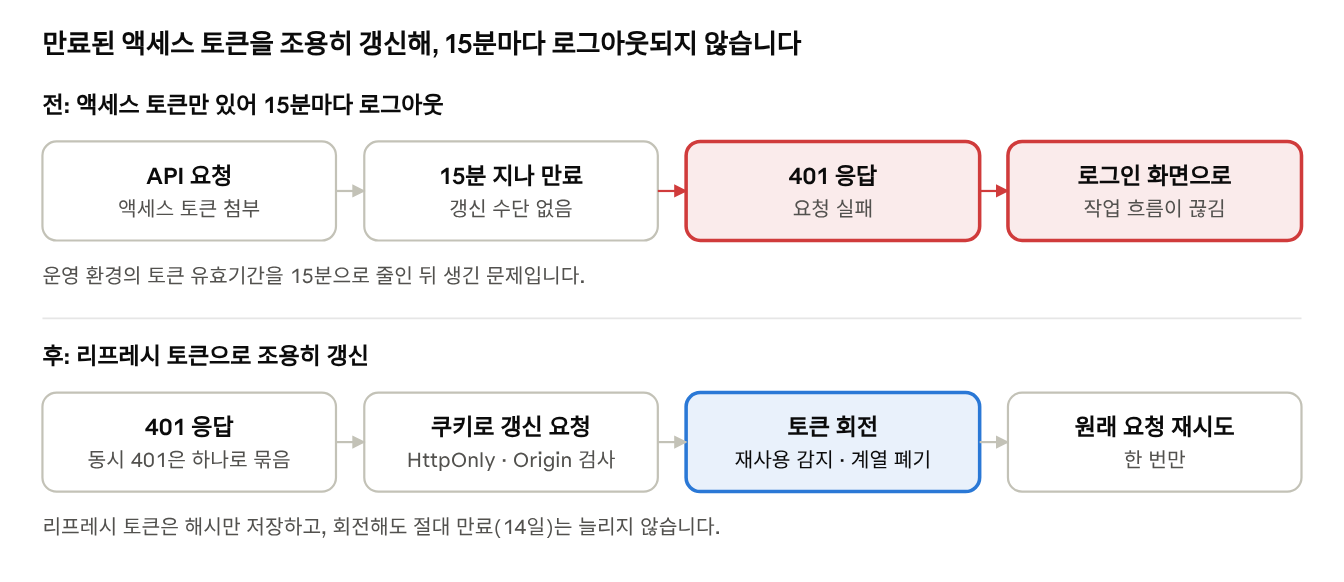 만료된 액세스 토큰을 조용히 갱신해, 15분마다 로그아웃되지 않습니다
전: 액세스 토큰만 있어 15분마다 로그아웃
API 요청
액세스 토큰 첨부
15분 지나 만료
갱신 수단 없음
401 응답
요청 실패
로그인 화면으로
작업 흐름이 끊김
운영 환경의 토큰 유효기간을 15분으로 줄인 뒤 생긴 문제입니다.
후: 리프레시 토큰으로 조용히 갱신
401 응답
동시 401은 하나로 묶음
쿠키로 갱신 요청
HttpOnly · Origin 검사
토큰 회전
재사용 감지 · 계열 폐기
원래 요청 재시도
한 번만
리프레시 토큰은 해시만 저장하고, 회전해도 절대 만료(14일)는 늘리지 않습니다.